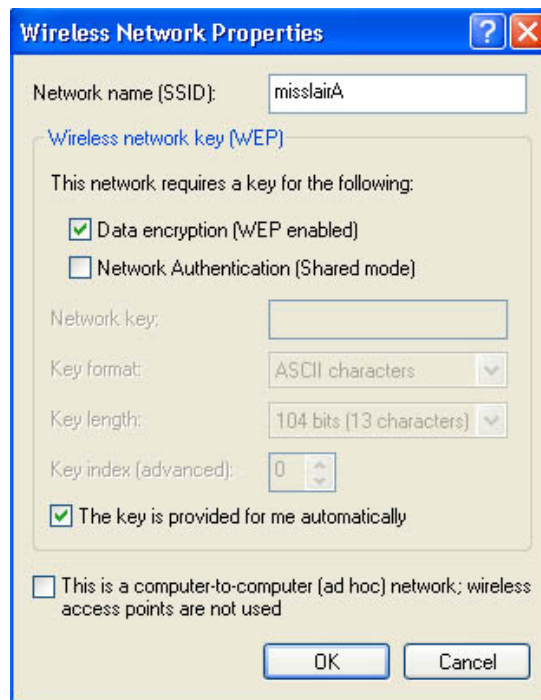 Wireless Network Properties
Network name (SSID): misslairA
Wireless network key (WEP)
This network requires a key for the following:
Data encryption (WEP enabled)
Network Authentication (Shared mode)
Network key:
Key format: ASCII characters
Key length: 104 bits (13 characters)
Key index (advanced): 0
The key is provided for me automatically
This is a computer-to-computer (ad hoc) network; wireless
access points are not used
OK Cancel